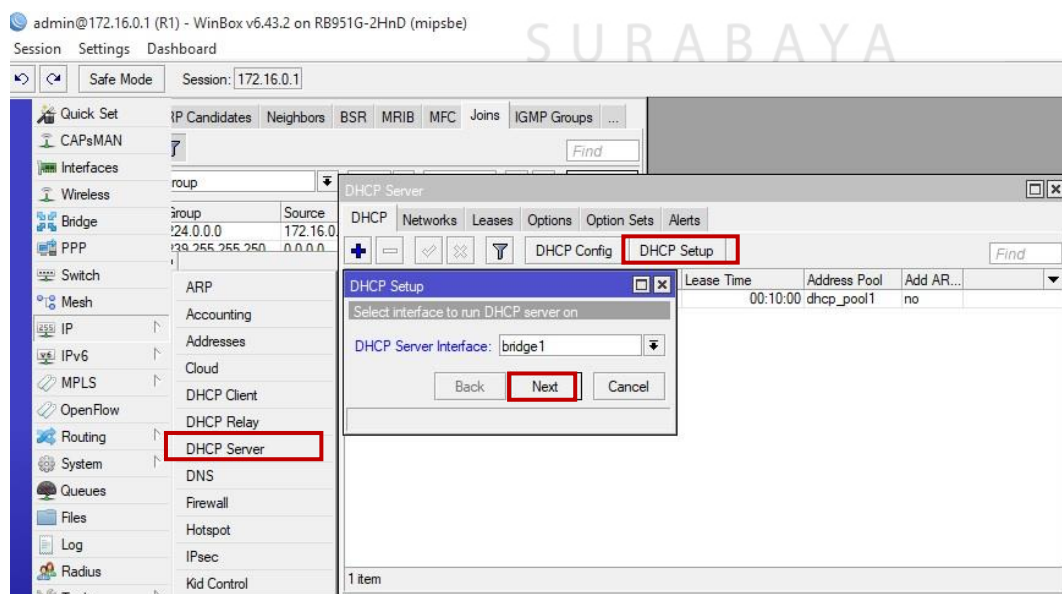 admin@172.16.0.1 (R1) - WinBox v6.43.2 on RB951G-2HnD (mipsbe)
SURABAYA
Session Settings Dashboard
Safe Mode Session: 172.16.0.1
Quick Set
CAPsMAN
Interfaces
Wireless
Bridge
PPP
Switch
Mesh
IP
IPv6
MPLS
OpenFlow
Routing
System
Queues
Files
Log
Radius
RP Candidates Neighbors BSR MRIB MFC Joins IGMP Groups ...
Find
roup
Group Source
224.0.0.0 172.16.0.
239.255.255.250 0.0.0.0
ARP
Accounting
Addresses
Cloud
DHCP Client
DHCP Relay
DHCP Server
DNS
Firewall
Hotspot
IPsec
Kid Control
DHCP Server
DHCP Networks Leases Options Option Sets Alerts
DHCP Config DHCP Setup Find
Lease Time Address Pool Add AR...
00:10:00 dhcp_pool1 no
DHCP Setup
Select interface to run DHCP server on
DHCP Server Interface: bridge1
Back Next Cancel
1 item